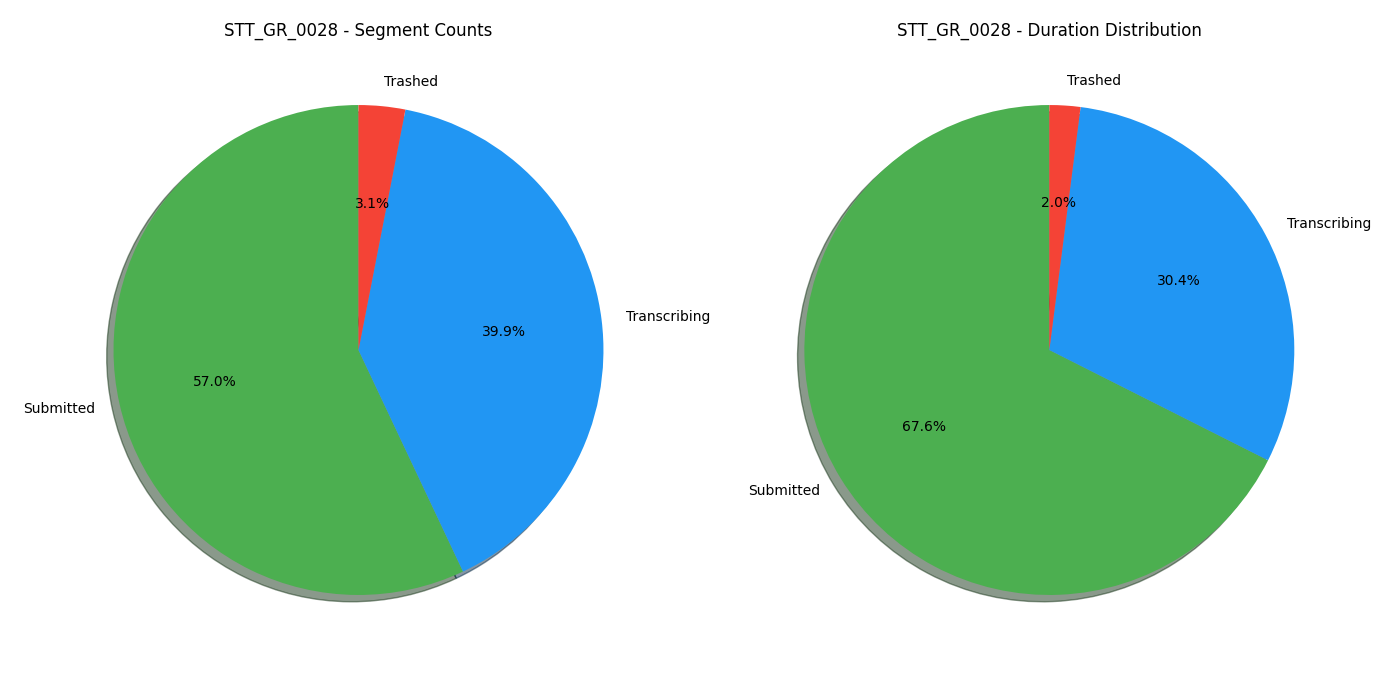 STT_GR_0028 - Segment Counts
Trashed
3.1%
Transcribing
39.9%
57.0%
Submitted
STT_GR_0028 - Duration Distribution
Trashed
2.0%
Transcribing
30.4%
67.6%
Submitted